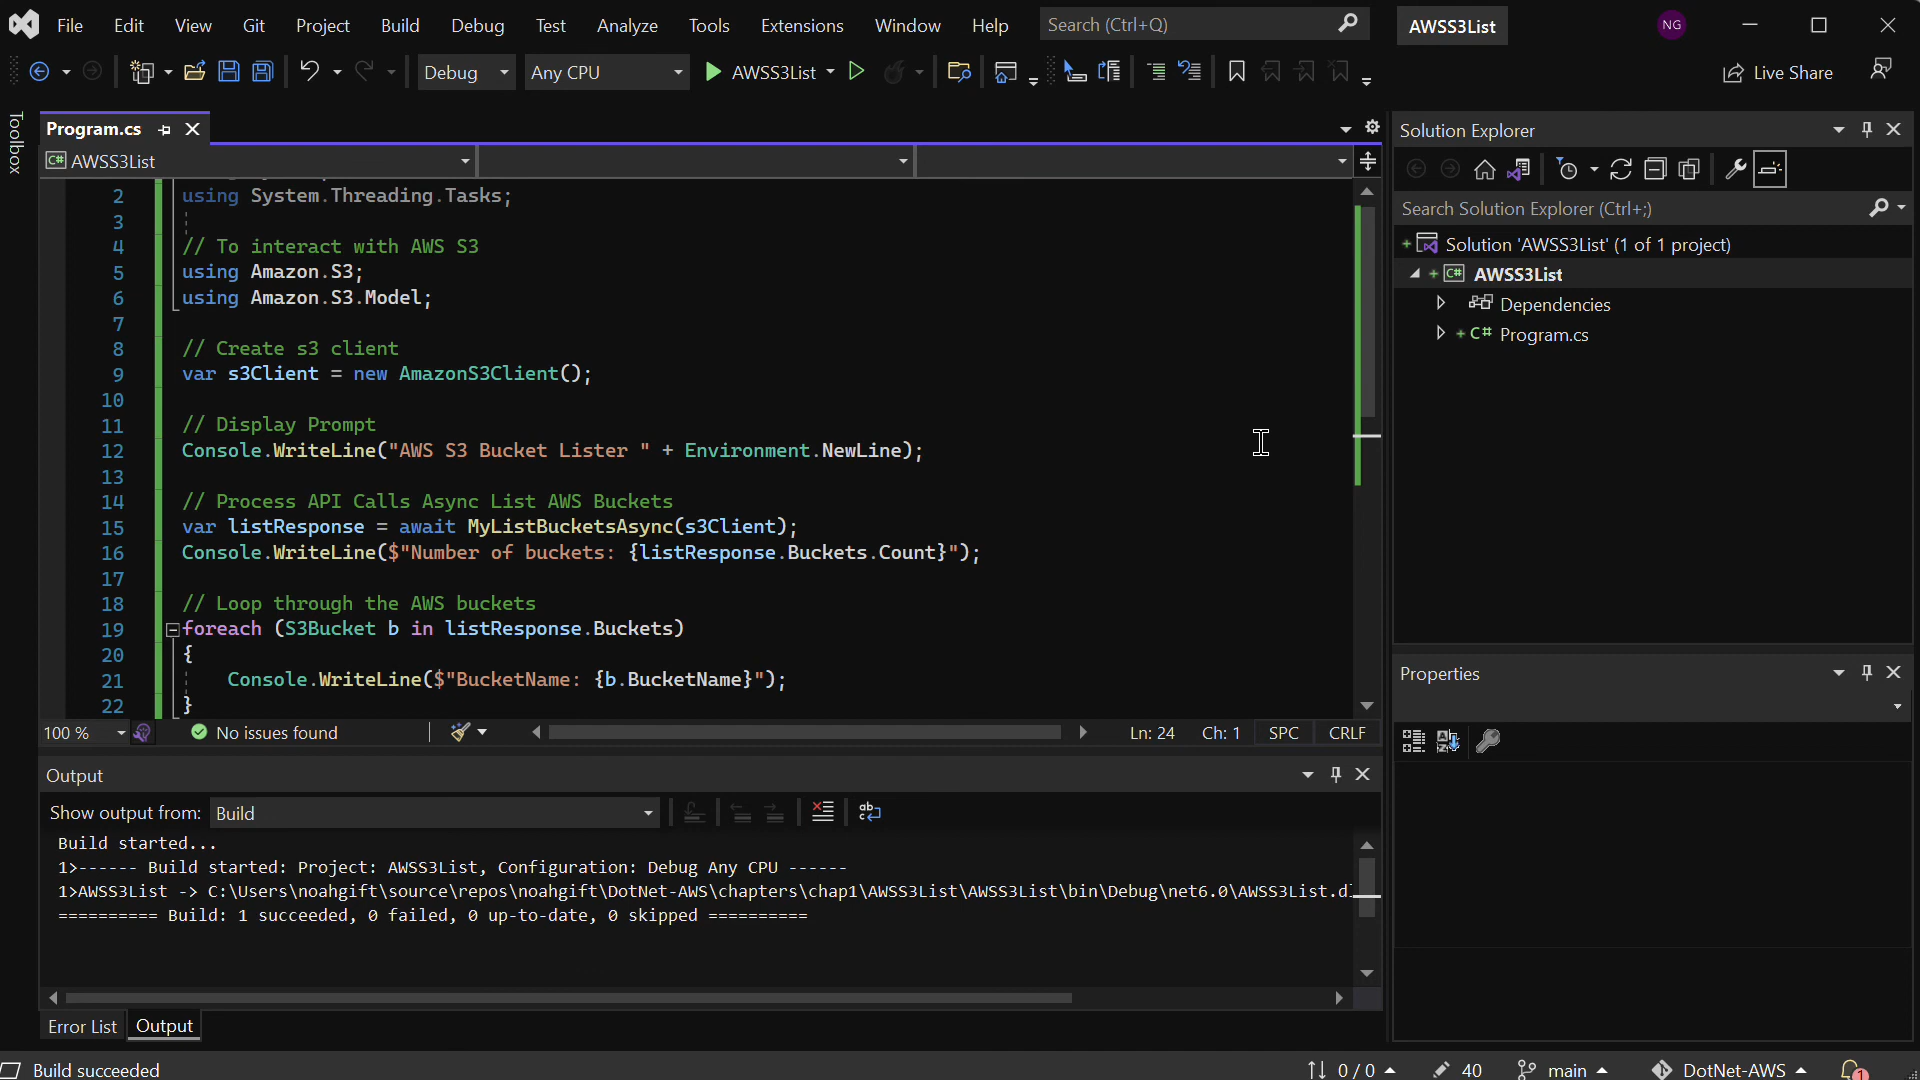 File Edit View Git Project Build Debug Test Analyze Tools Extensions Window Help Search (Ctrl+Q) AWSS3List NG
Debug Any CPU AWSS3List Live Share
Toolbox
Program.cs
C# AWSS3List
2 using System.Threading.Tasks;
3
4 // To interact with AWS S3
5 using Amazon.S3;
6 using Amazon.S3.Model;
7
8 // Create s3 client
9 var s3Client = new AmazonS3Client();
10
11 // Display Prompt
12 Console.WriteLine("AWS S3 Bucket Lister " + Environment.NewLine);
13
14 // Process API Calls Async List AWS Buckets
15 var listResponse = await MyListBucketsAsync(s3Client);
16 Console.WriteLine($"Number of buckets: {listResponse.Buckets.Count}");
17
18 // Loop through the AWS buckets
19 foreach (S3Bucket b in listResponse.Buckets)
20 {
21 Console.WriteLine($"BucketName: {b.BucketName}");
22 }
100 % No issues found Ln: 24 Ch: 1 SPC CRLF
Output
Show output from: Build
Build started...
1>------ Build started: Project: AWSS3List, Configuration: Debug Any CPU ------
1>AWSS3List -> C:\Users\noahgift\source\repos\noahgift\DotNet-AWS\chapters\chap1\AWSS3List\AWSS3List\bin\Debug\net6.0\AWSS3List.dl
========== Build: 1 succeeded, 0 failed, 0 up-to-date, 0 skipped ==========
Error List Output
Solution Explorer
Search Solution Explorer (Ctrl+;)
Solution 'AWSS3List' (1 of 1 project)
C# AWSS3List
Dependencies
C# Program.cs
Properties
Build succeeded 0 / 0 40 main DotNet-AWS 1